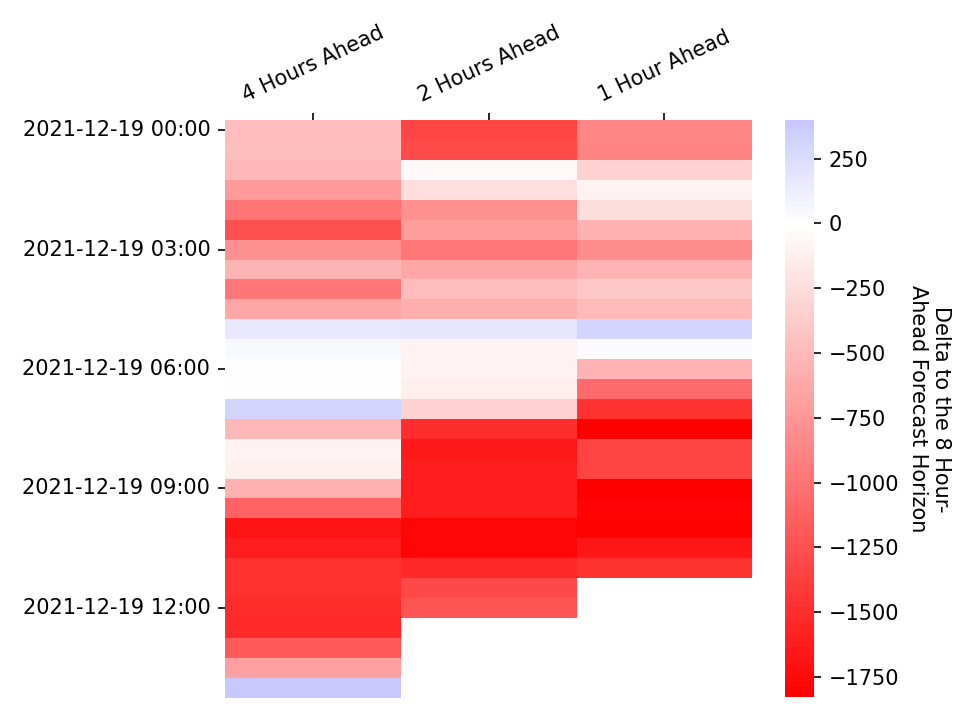 4 Hours Ahead
2 Hours Ahead
1 Hour Ahead
2021-12-19 00:00
2021-12-19 03:00
2021-12-19 06:00
2021-12-19 09:00
2021-12-19 12:00
250
0
−250
−500
−750
−1000
−1250
−1500
−1750
Delta to the 8 Hour-
Ahead Forecast Horizon